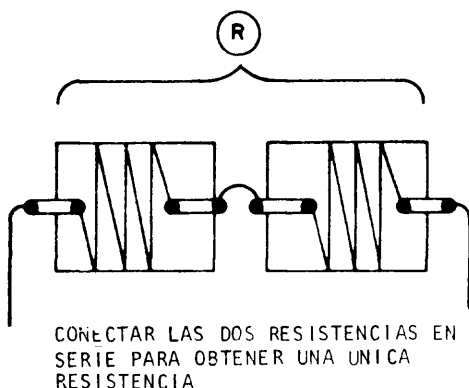 R
CONECTAR LAS DOS RESISTENCIAS EN
SERIE PARA OBTENER UNA UNICA
RESISTENCIA